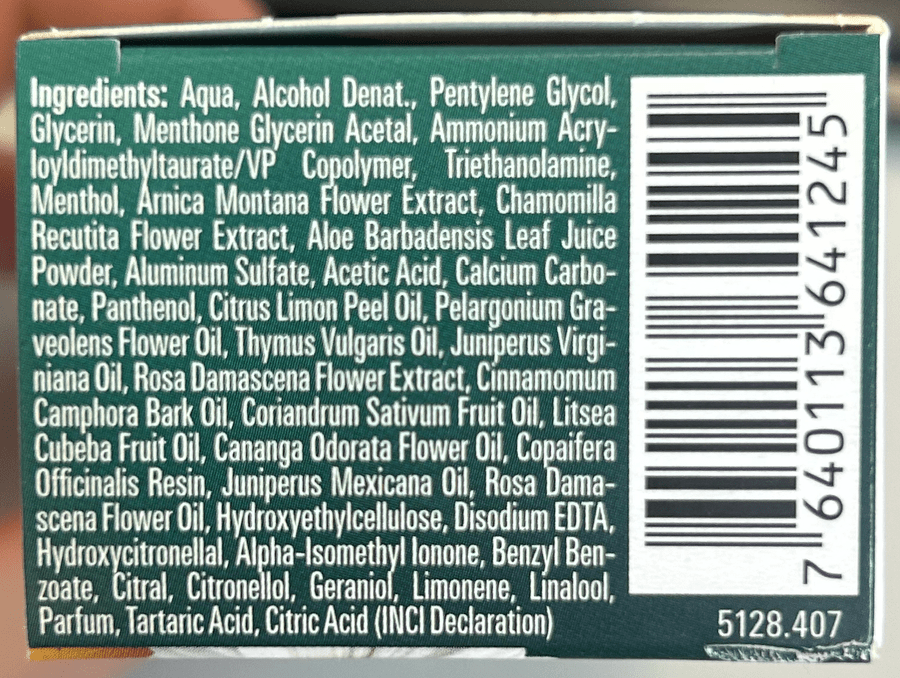 Ingredients: Aqua, Alcohol Denat., Pentylene Glycol,
Glycerin, Menthone Glycerin Acetal, Ammonium Acry-
loyldimethyltaurate/VP Copolymer, Triethanolamine,
Menthol, Arnica Montana Flower Extract, Chamomilla
Recutita Flower Extract, Aloe Barbadensis Leaf Juice
Powder, Aluminum Sulfate, Acetic Acid, Calcium Carbo-
nate, Panthenol, Citrus Limon Peel Oil, Pelargonium Gra-
veolens Flower Oil, Thymus Vulgaris Oil, Juniperus Virgi-
niana Oil, Rosa Damascena Flower Extract, Cinnamomum
Camphora Bark Oil, Coriandrum Sativum Fruit Oil, Litsea
Cubeba Fruit Oil, Cananga Odorata Flower Oil, Copaifera
Officinalis Resin, Juniperus Mexicana Oil, Rosa Dama-
scena Flower Oil, Hydroxyethylcellulose, Disodium EDTA,
Hydroxycitronellal, Alpha-Isomethyl Ionone, Benzyl Ben-
zoate, Citral, Citronellol, Geraniol, Limonene, Linalool,
Parfum, Tartaric Acid, Citric Acid (INCI Declaration)
7 640113 641245
5128.407